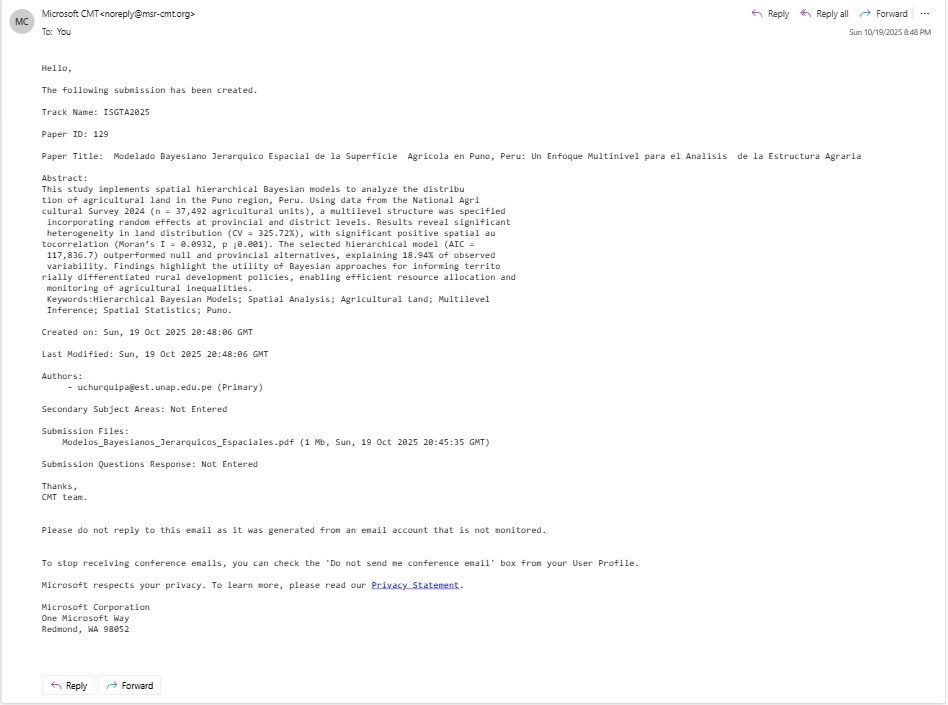 MC
Microsoft CMT<noreply@msr-cmt.org>
To: You
Reply Reply all Forward ...
Sun 10/19/2025 8:48 PM
Hello,
The following submission has been created.
Track Name: ISGTA2025
Paper ID: 129
Paper Title:  Modelado Bayesiano Jerarquico Espacial de la Superficie  Agricola en Puno, Peru: Un Enfoque Multinivel para el Analisis  de la Estructura Agraria
Abstract:
This study implements spatial hierarchical Bayesian models to analyze the distribu
tion of agricultural land in the Puno region, Peru. Using data from the National Agri
cultural Survey 2024 (n = 37,492 agricultural units), a multilevel structure was specified
incorporating random effects at provincial and district levels. Results reveal significant
heterogeneity in land distribution (CV = 325.72%), with significant positive spatial au
tocorrelation (Moran’s I = 0.0932, p ¡0.001). The selected hierarchical model (AIC =
117,836.7) outperformed null and provincial alternatives, explaining 18.94% of observed
variability. Findings highlight the utility of Bayesian approaches for informing territo
rially differentiated rural development policies, enabling efficient resource allocation and
monitoring of agricultural inequalities.
Keywords:Hierarchical Bayesian Models; Spatial Analysis; Agricultural Land; Multilevel
Inference; Spatial Statistics; Puno.
Created on: Sun, 19 Oct 2025 20:48:06 GMT
Last Modified: Sun, 19 Oct 2025 20:48:06 GMT
Authors:
- uchurquipa@est.unap.edu.pe (Primary)
Secondary Subject Areas: Not Entered
Submission Files:
Modelos_Bayesianos_Jerarquicos_Espaciales.pdf (1 Mb, Sun, 19 Oct 2025 20:45:35 GMT)
Submission Questions Response: Not Entered
Thanks,
CMT team.
Please do not reply to this email as it was generated from an email account that is not monitored.
To stop receiving conference emails, you can check the 'Do not send me conference email' box from your User Profile.
Microsoft respects your privacy. To learn more, please read our Privacy Statement.
Microsoft Corporation
One Microsoft Way
Redmond, WA 98052
Reply Forward